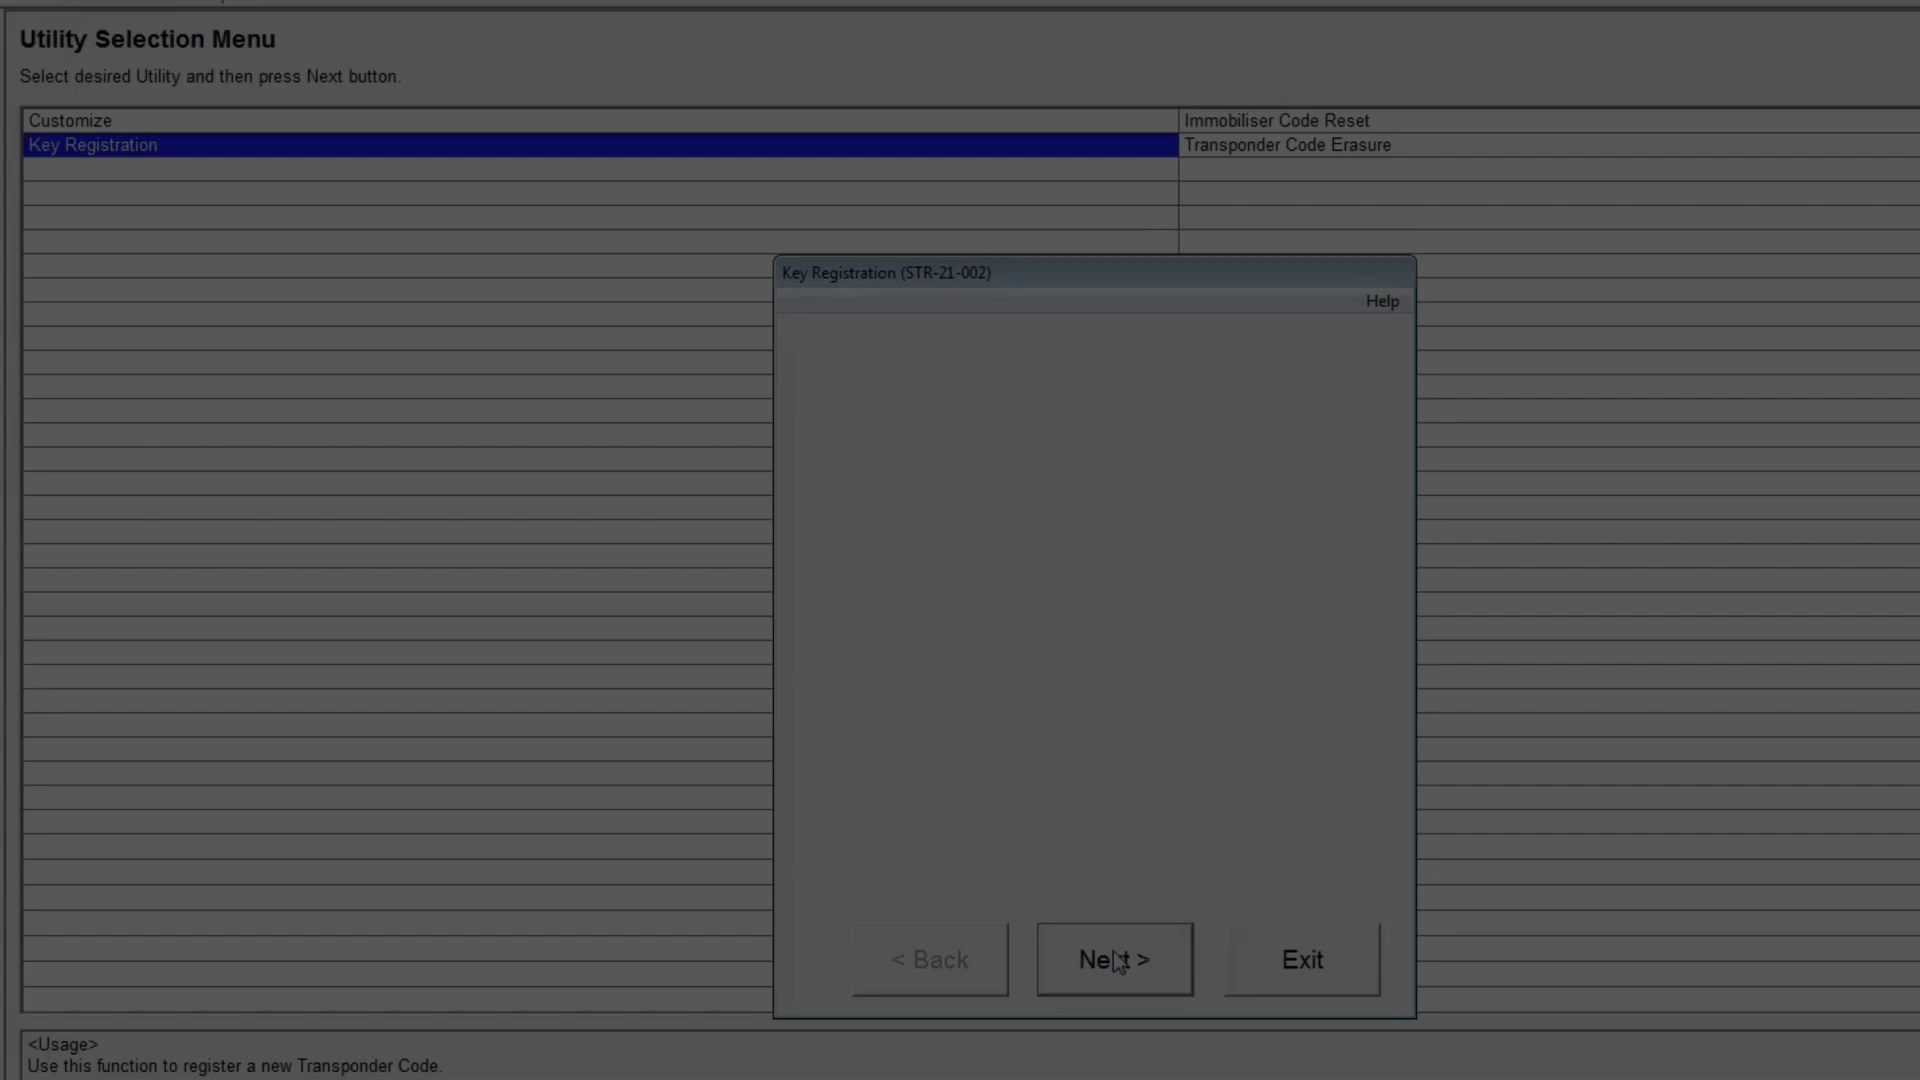 Utility Selection Menu
Select desired Utility and then press Next button.
Customize
Immobiliser Code Reset
Key Registration
Transponder Code Erasure
Key Registration (STR-21-002)
Help
< Back
Next >
Exit
<Usage>
Use this function to register a new Transponder Code.